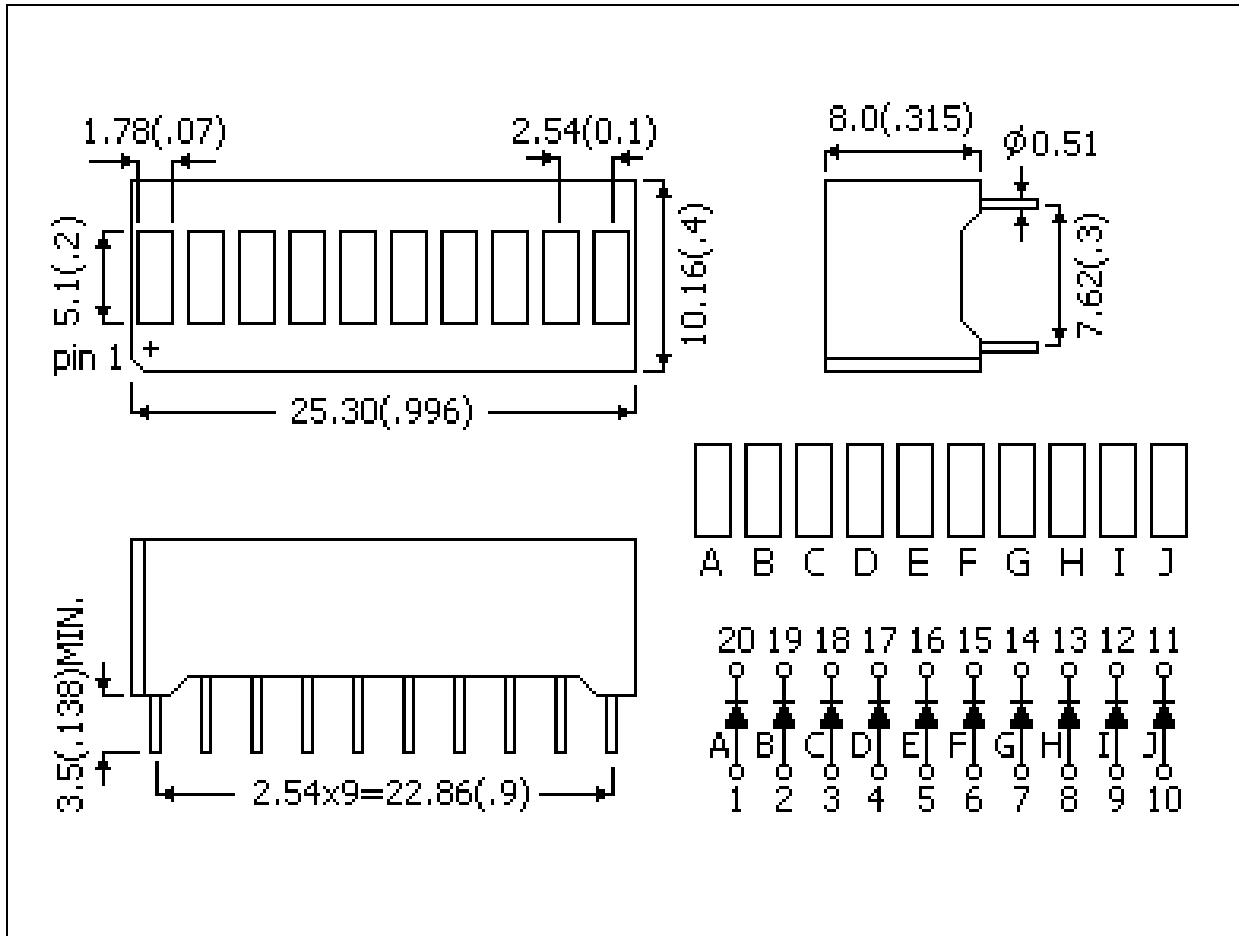 1.78(.07)
2.54(0.1)
8.0(.315)
ϕ0.51
5.1(.2)
10.16(.4)
7.62(.3)
pin 1
+
25.30(.996)
A B C D E F G H I J
3.5(.138)MIN.
20 19 18 17 16 15 14 13 12 11
A B C D E F G H I J
2.54x9=22.86(.9)
1 2 3 4 5 6 7 8 9 10